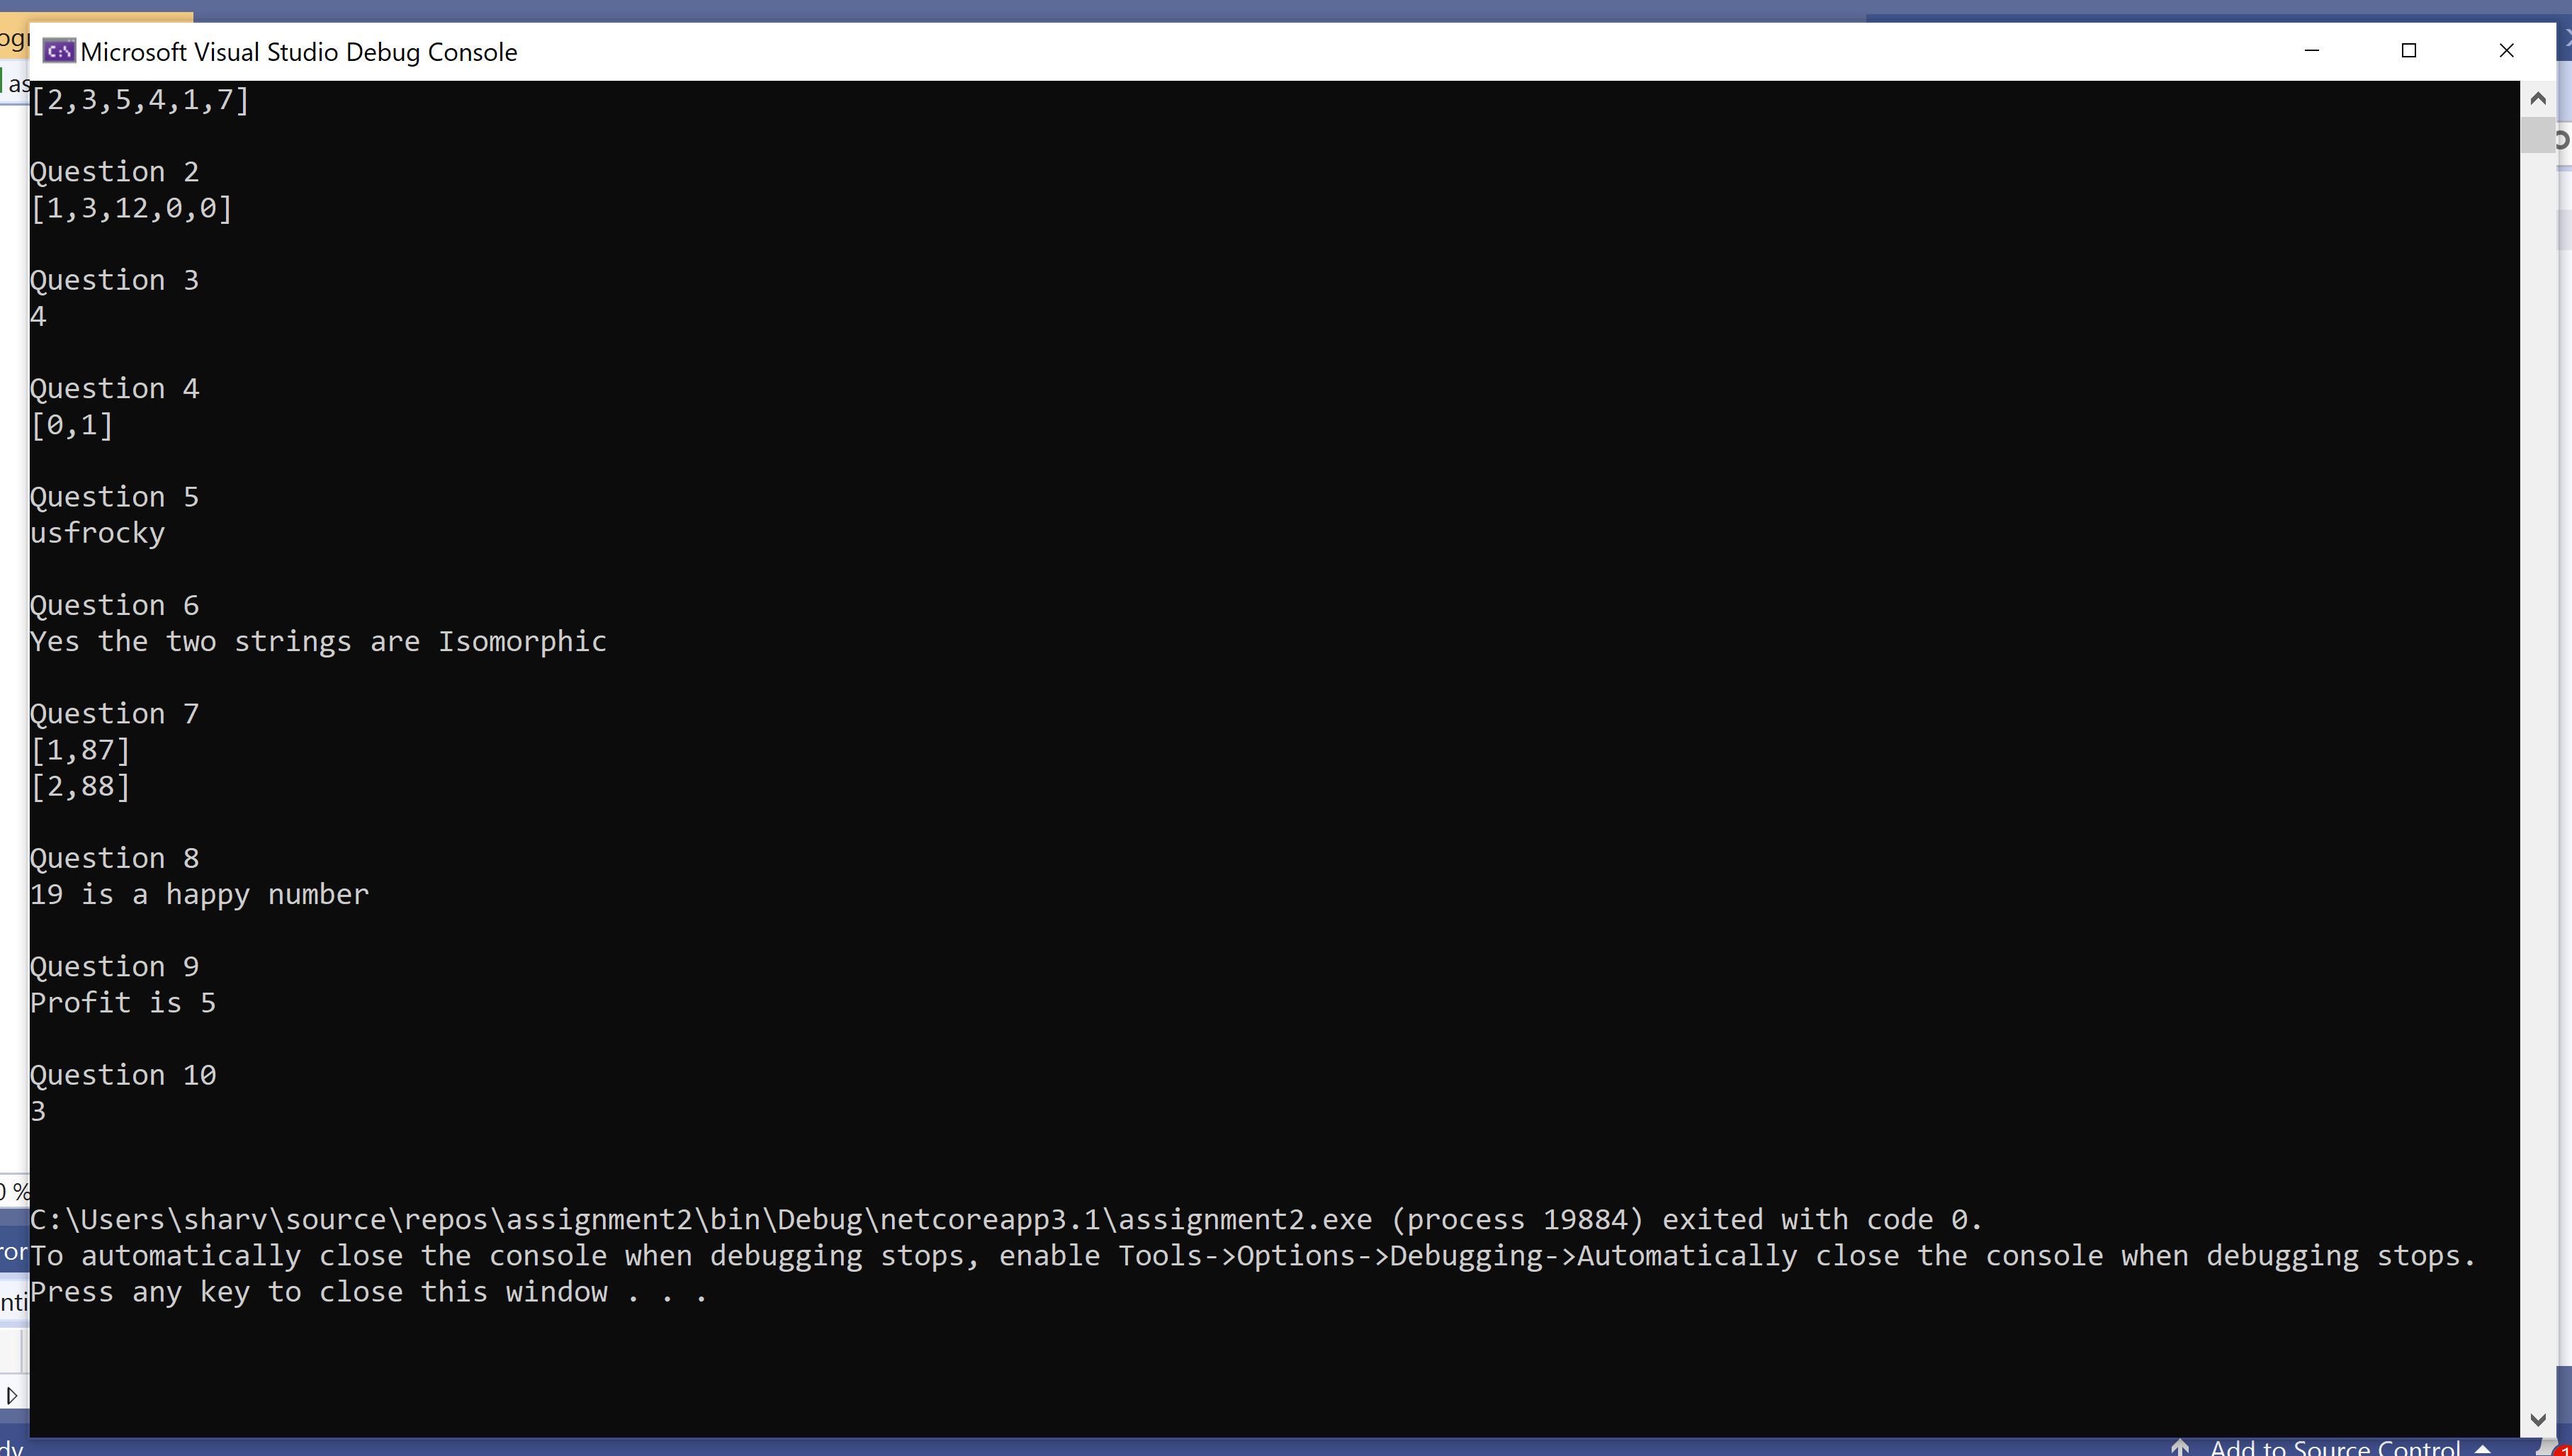 Microsoft Visual Studio Debug Console
[2,3,5,4,1,7]
Question 2
[1,3,12,0,0]
Question 3
4
Question 4
[0,1]
Question 5
usfrocky
Question 6
Yes the two strings are Isomorphic
Question 7
[1,87]
[2,88]
Question 8
19 is a happy number
Question 9
Profit is 5
Question 10
3
C:\Users\sharv\source\repos\assignment2\bin\Debug\netcoreapp3.1\assignment2.exe (process 19884) exited with code 0.
To automatically close the console when debugging stops, enable Tools->Options->Debugging->Automatically close the console when debugging stops.
Press any key to close this window . . .
Add to Source Control